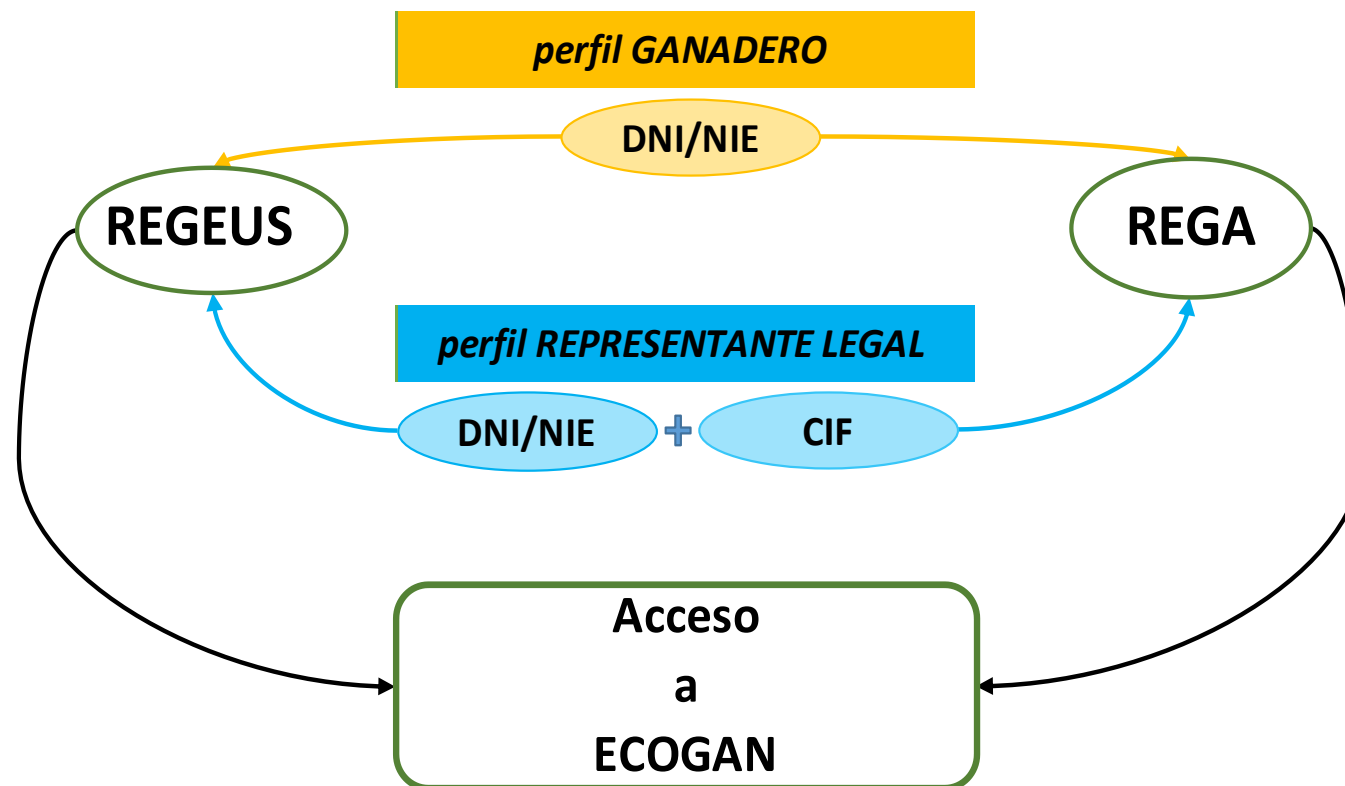 perfil GANADERO
DNI/NIE
REGEUS
REGA
perfil REPRESENTANTE LEGAL
DNI/NIE + CIF
Acceso
a
ECOGAN